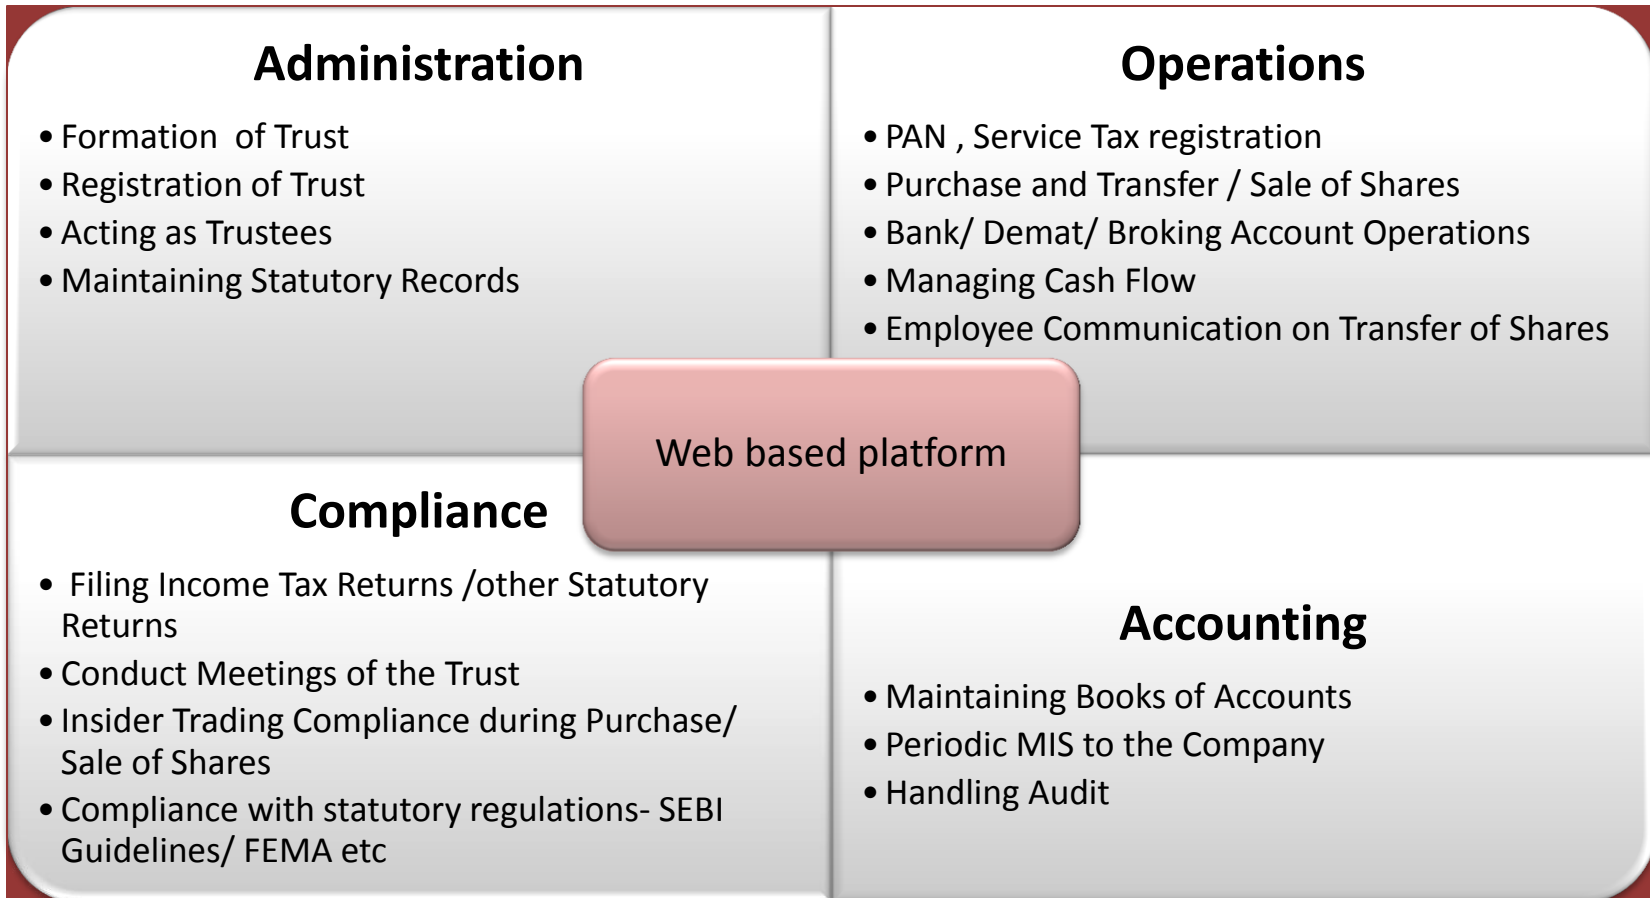 Administration
• Formation  of Trust
• Registration of Trust
• Acting as Trustees
• Maintaining Statutory Records
Operations
• PAN , Service Tax registration
• Purchase and Transfer / Sale of Shares
• Bank/ Demat/ Broking Account Operations
• Managing Cash Flow
• Employee Communication on Transfer of Shares
Web based platform
Compliance
•  Filing Income Tax Returns /other Statutory
Returns
• Conduct Meetings of the Trust
• Insider Trading Compliance during Purchase/
Sale of Shares
• Compliance with statutory regulations- SEBI
Guidelines/ FEMA etc
Accounting
• Maintaining Books of Accounts
• Periodic MIS to the Company
• Handling Audit